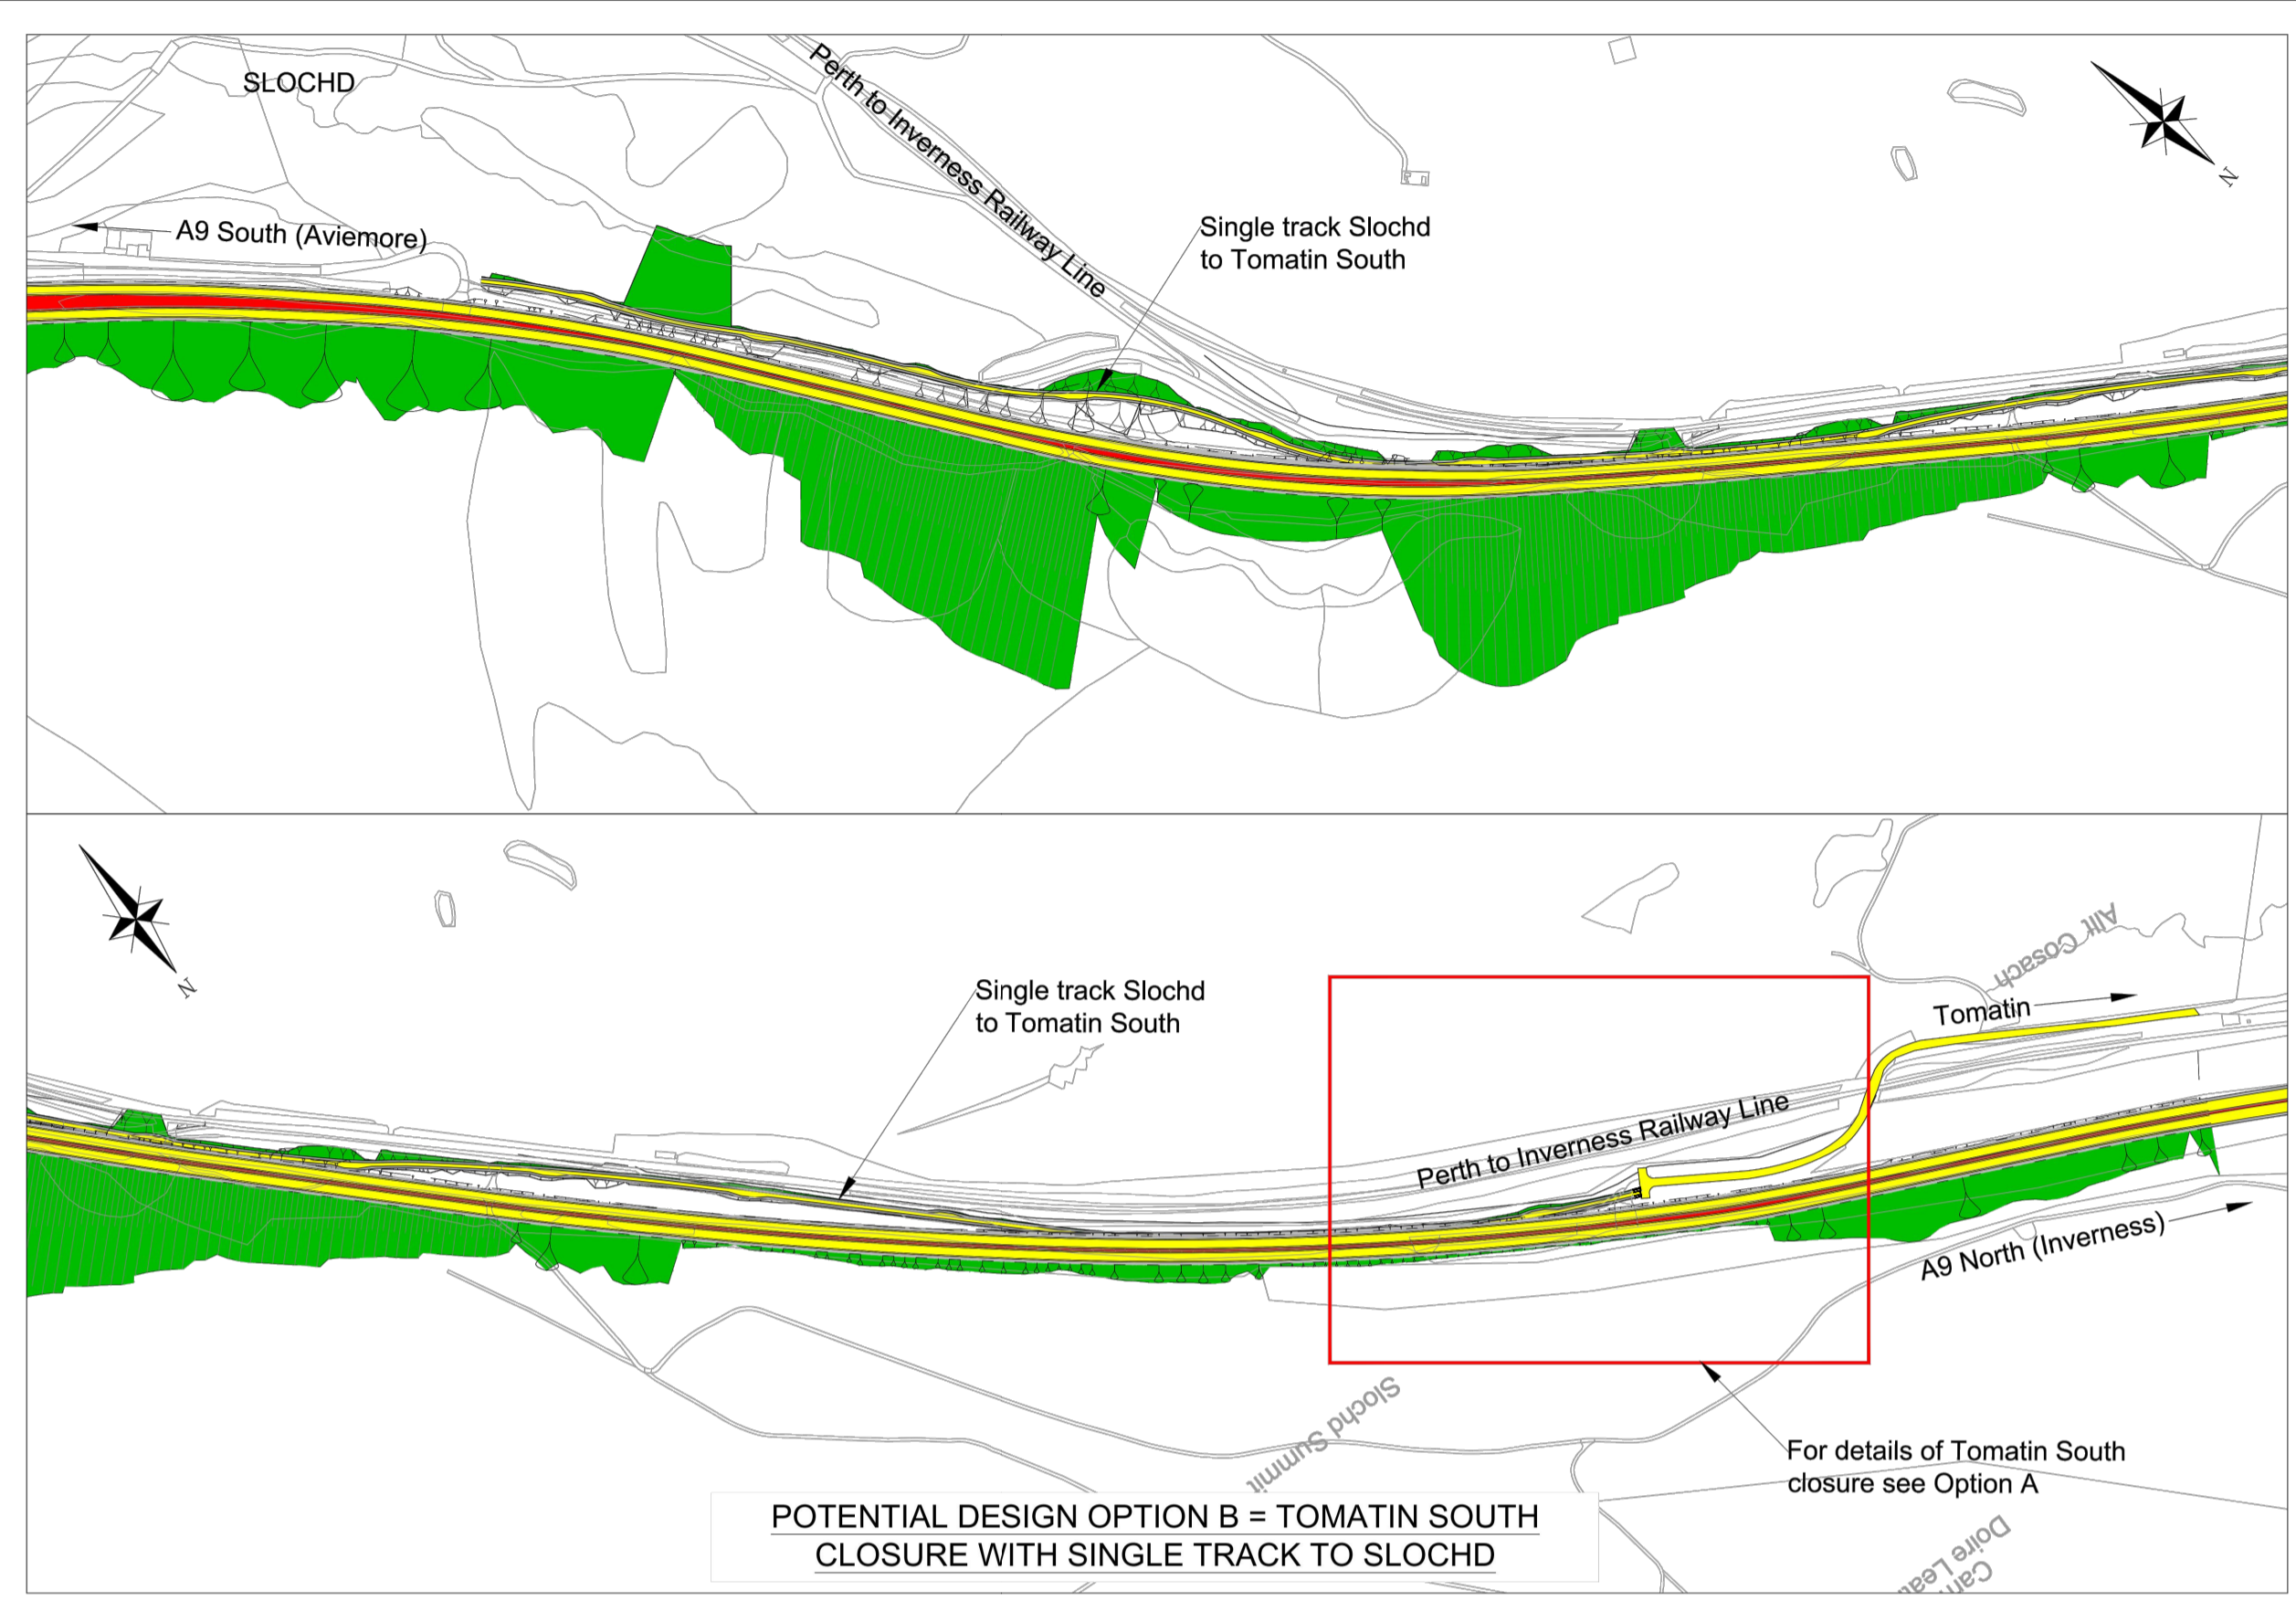 SLOCHD
Perth to Inverness Railway Line
A9 South (Aviemore)
Single track Slochd
to Tomatin South
N
N
Single track Slochd
to Tomatin South
Allt Cosach
Tomatin
Perth to Inverness Railway Line
A9 North (Inverness)
Slochd Summit
For details of Tomatin South
closure see Option A
POTENTIAL DESIGN OPTION B = TOMATIN SOUTH
CLOSURE WITH SINGLE TRACK TO SLOCHD
Doire